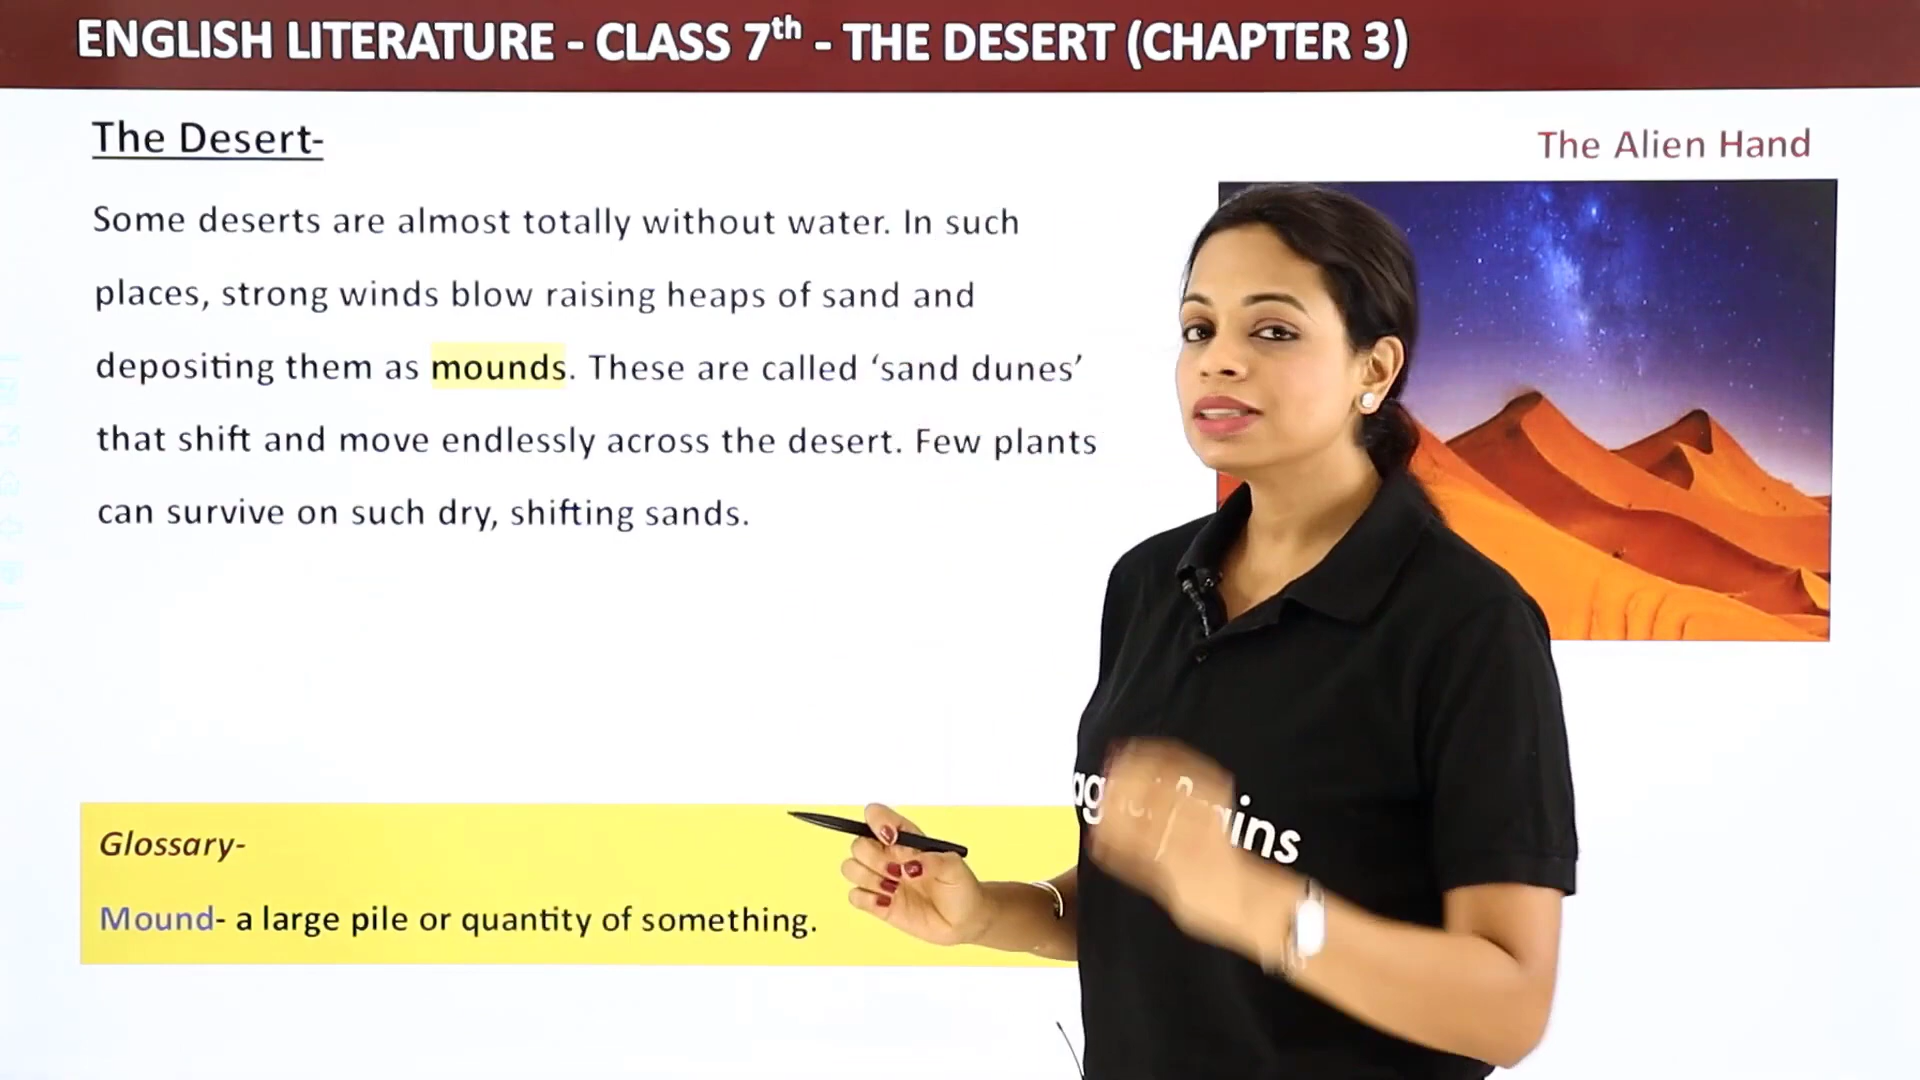 ENGLISH LITERATURE - CLASS 7th - THE DESERT (CHAPTER 3)
The Desert-
The Alien Hand
Some deserts are almost totally without water. In such
places, strong winds blow raising heaps of sand and
depositing them as mounds. These are called ‘sand dunes’
that shift and move endlessly across the desert. Few plants
can survive on such dry, shifting sands.
Glossary-
Mound- a large pile or quantity of something.